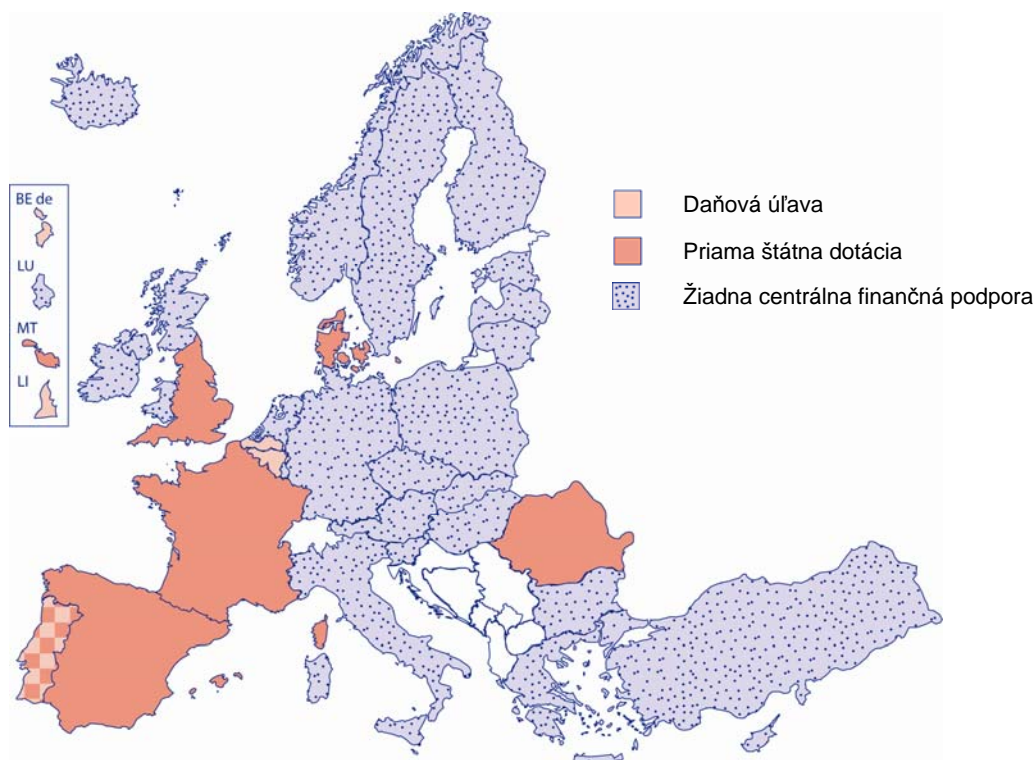 BE de
LU
MT
LI
Daňová úľava
Priama štátna dotácia
Žiadna centrálna finančná podpora